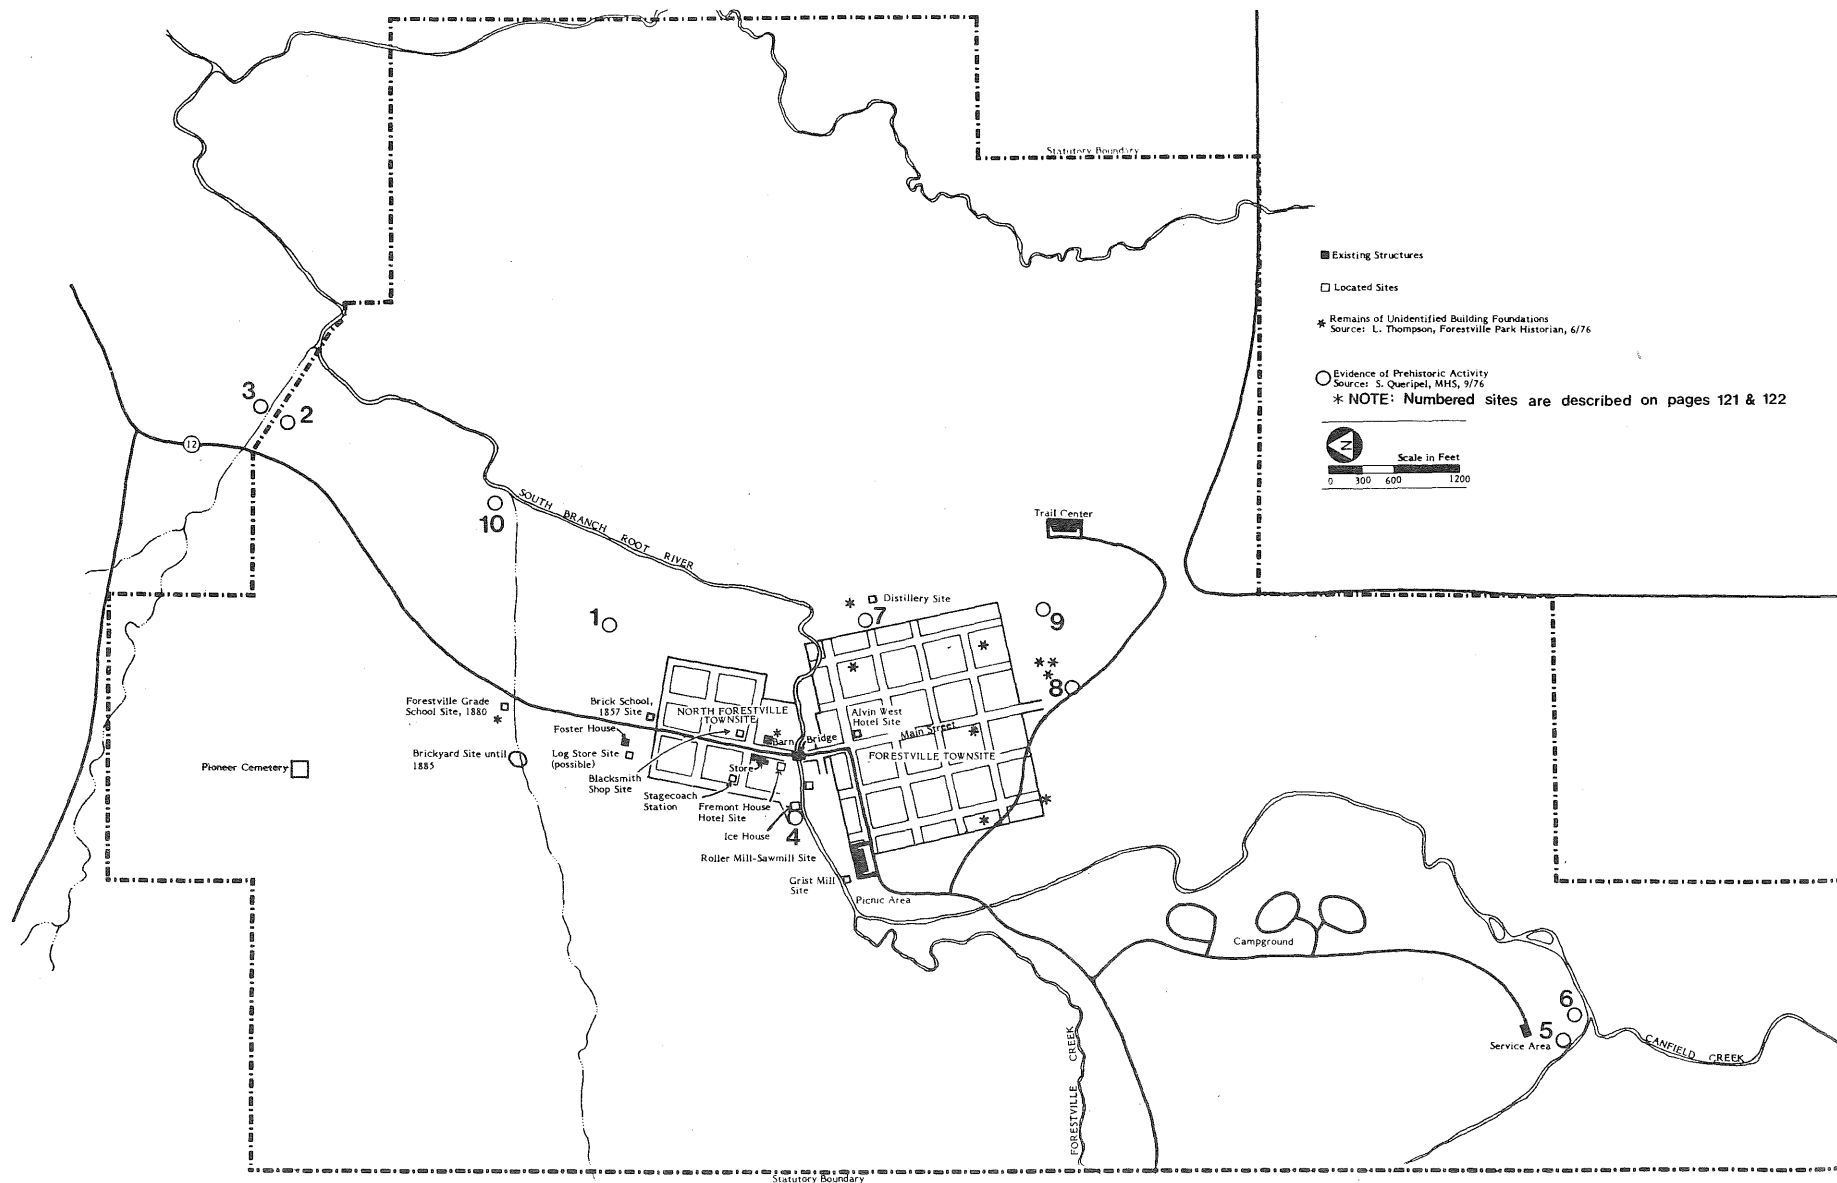 Statutory Boundary
Existing Structures
Located Sites
* Remains of Unidentified Building Foundations
Source: L. Thompson, Forestville Park Historian, 6/76
Evidence of Prehistoric Activity
Source: S. Queripel, MHS, 9/76
* NOTE: Numbered sites are described on pages 121 & 122
N
Scale in Feet
0 300 600 1200
3
2
12
10
SOUTH BRANCH ROOT RIVER
Trail Center
1
Distillery Site
7
9
8
Forestville Grade
School Site, 1880
Brick School,
1857 Site
NORTH FORESTVILLE
TOWNSITE
Alvin West
Hotel Site
Main Street
Foster House
Barn
Bridge
FORESTVILLE TOWNSITE
Brickyard Site until
1885
Log Store Site
(possible)
Store
Pioneer Cemetery
Blacksmith
Shop Site
Stagecoach
Station
Fremont House
Hotel Site
Ice House
4
Roller Mill-Sawmill Site
Grist Mill
Site
Picnic Area
Campground
6
5
Service Area
CANFIELD CREEK
FORESTVILLE CREEK
Statutory Boundary